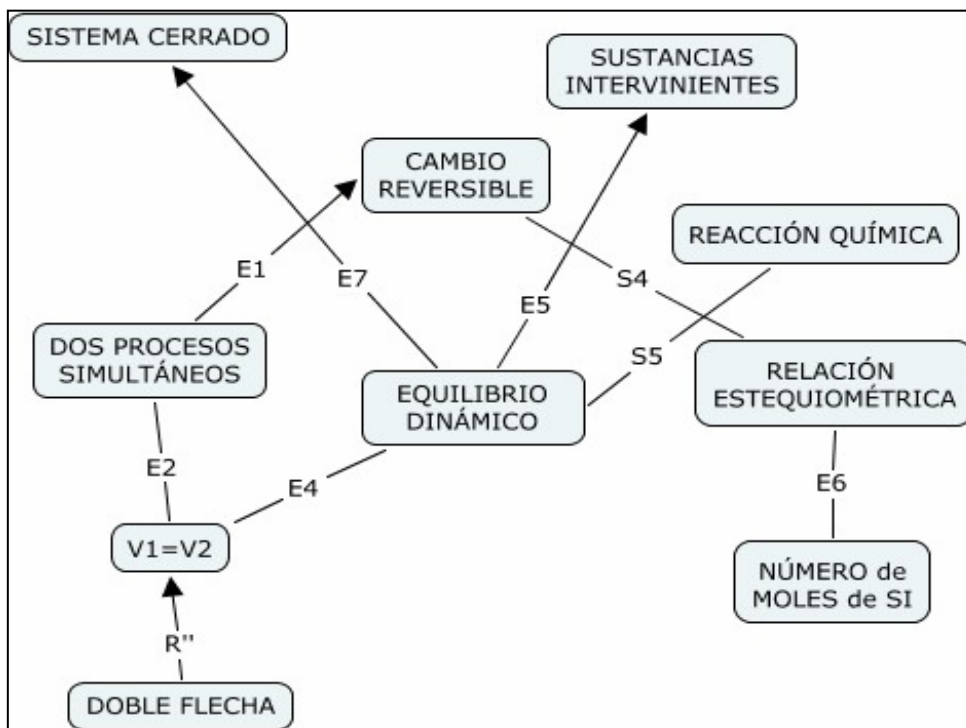 SISTEMA CERRADO
SUSTANCIAS
INTERVINIENTES
CAMBIO
REVERSIBLE
REACCIÓN QUÍMICA
E1
E7
E5
S4
S5
DOS PROCESOS
SIMULTÁNEOS
EQUILIBRIO
DINÁMICO
RELACIÓN
ESTEQUIOMÉTRICA
E2
E4
E6
V1=V2
NÚMERO de
MOLES de SI
R''
DOBLE FLECHA